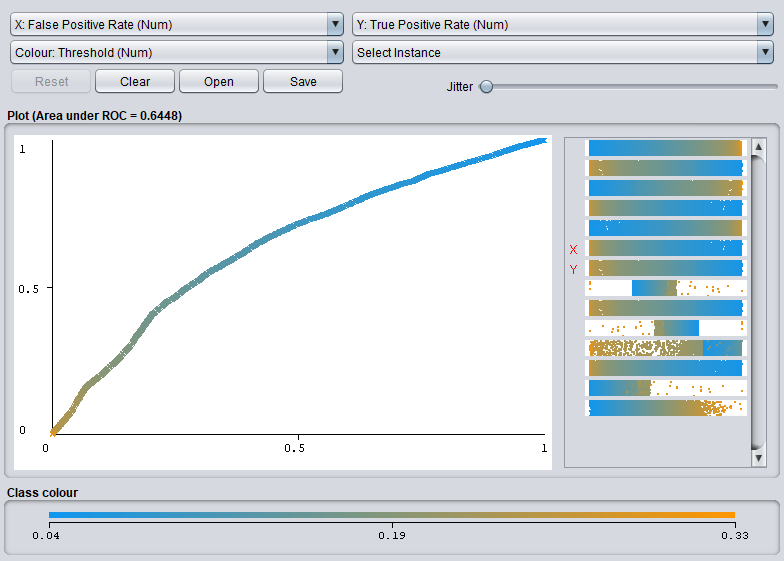 X: False Positive Rate (Num) Y: True Positive Rate (Num)
Colour: Threshold (Num) Select Instance
Reset Clear Open Save Jitter
Plot (Area under ROC = 0.6448)
1
0.5
0
0 0.5 1
X
Y
Class colour
0.04 0.19 0.33